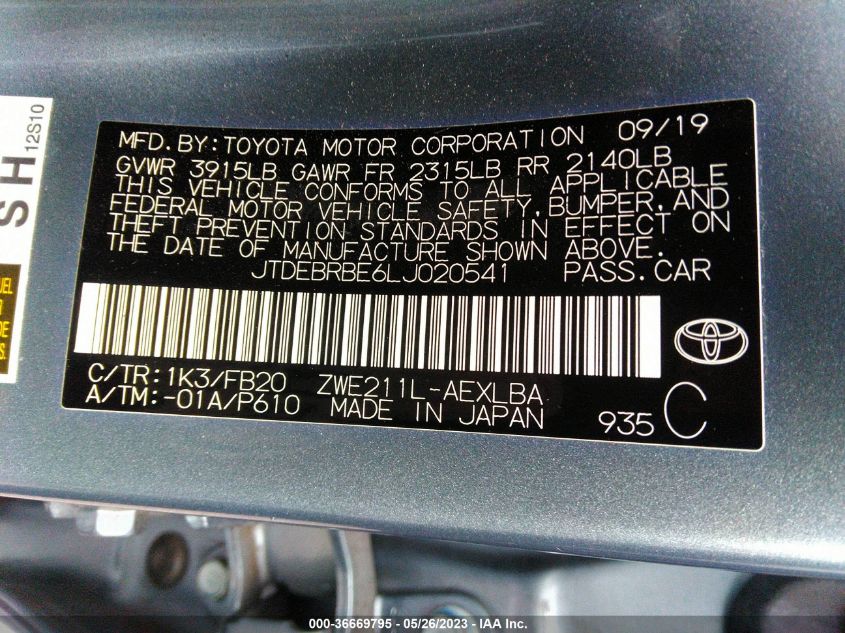 SH
12S10
MFD.BY:TOYOTA MOTOR CORPORATION 09/19
GVWR 3915LB GAWR FR 2315LB RR 2140LB
THIS VEHICLE CONFORMS TO ALL APPLICABLE
FEDERAL MOTOR VEHICLE SAFETY,BUMPER,AND
THEFT PREVENTION STANDARDS IN EFFECT ON
THE DATE OF MANUFACTURE SHOWN ABOVE.
JTDEBRBE6LJ020541 PASS.CAR
C/TR:1K3/FB20 ZWE211L-AEXLBA
A/TM:-01A/P610 MADE IN JAPAN 935 C
000-36669795 - 05/26/2023 - IAA Inc.